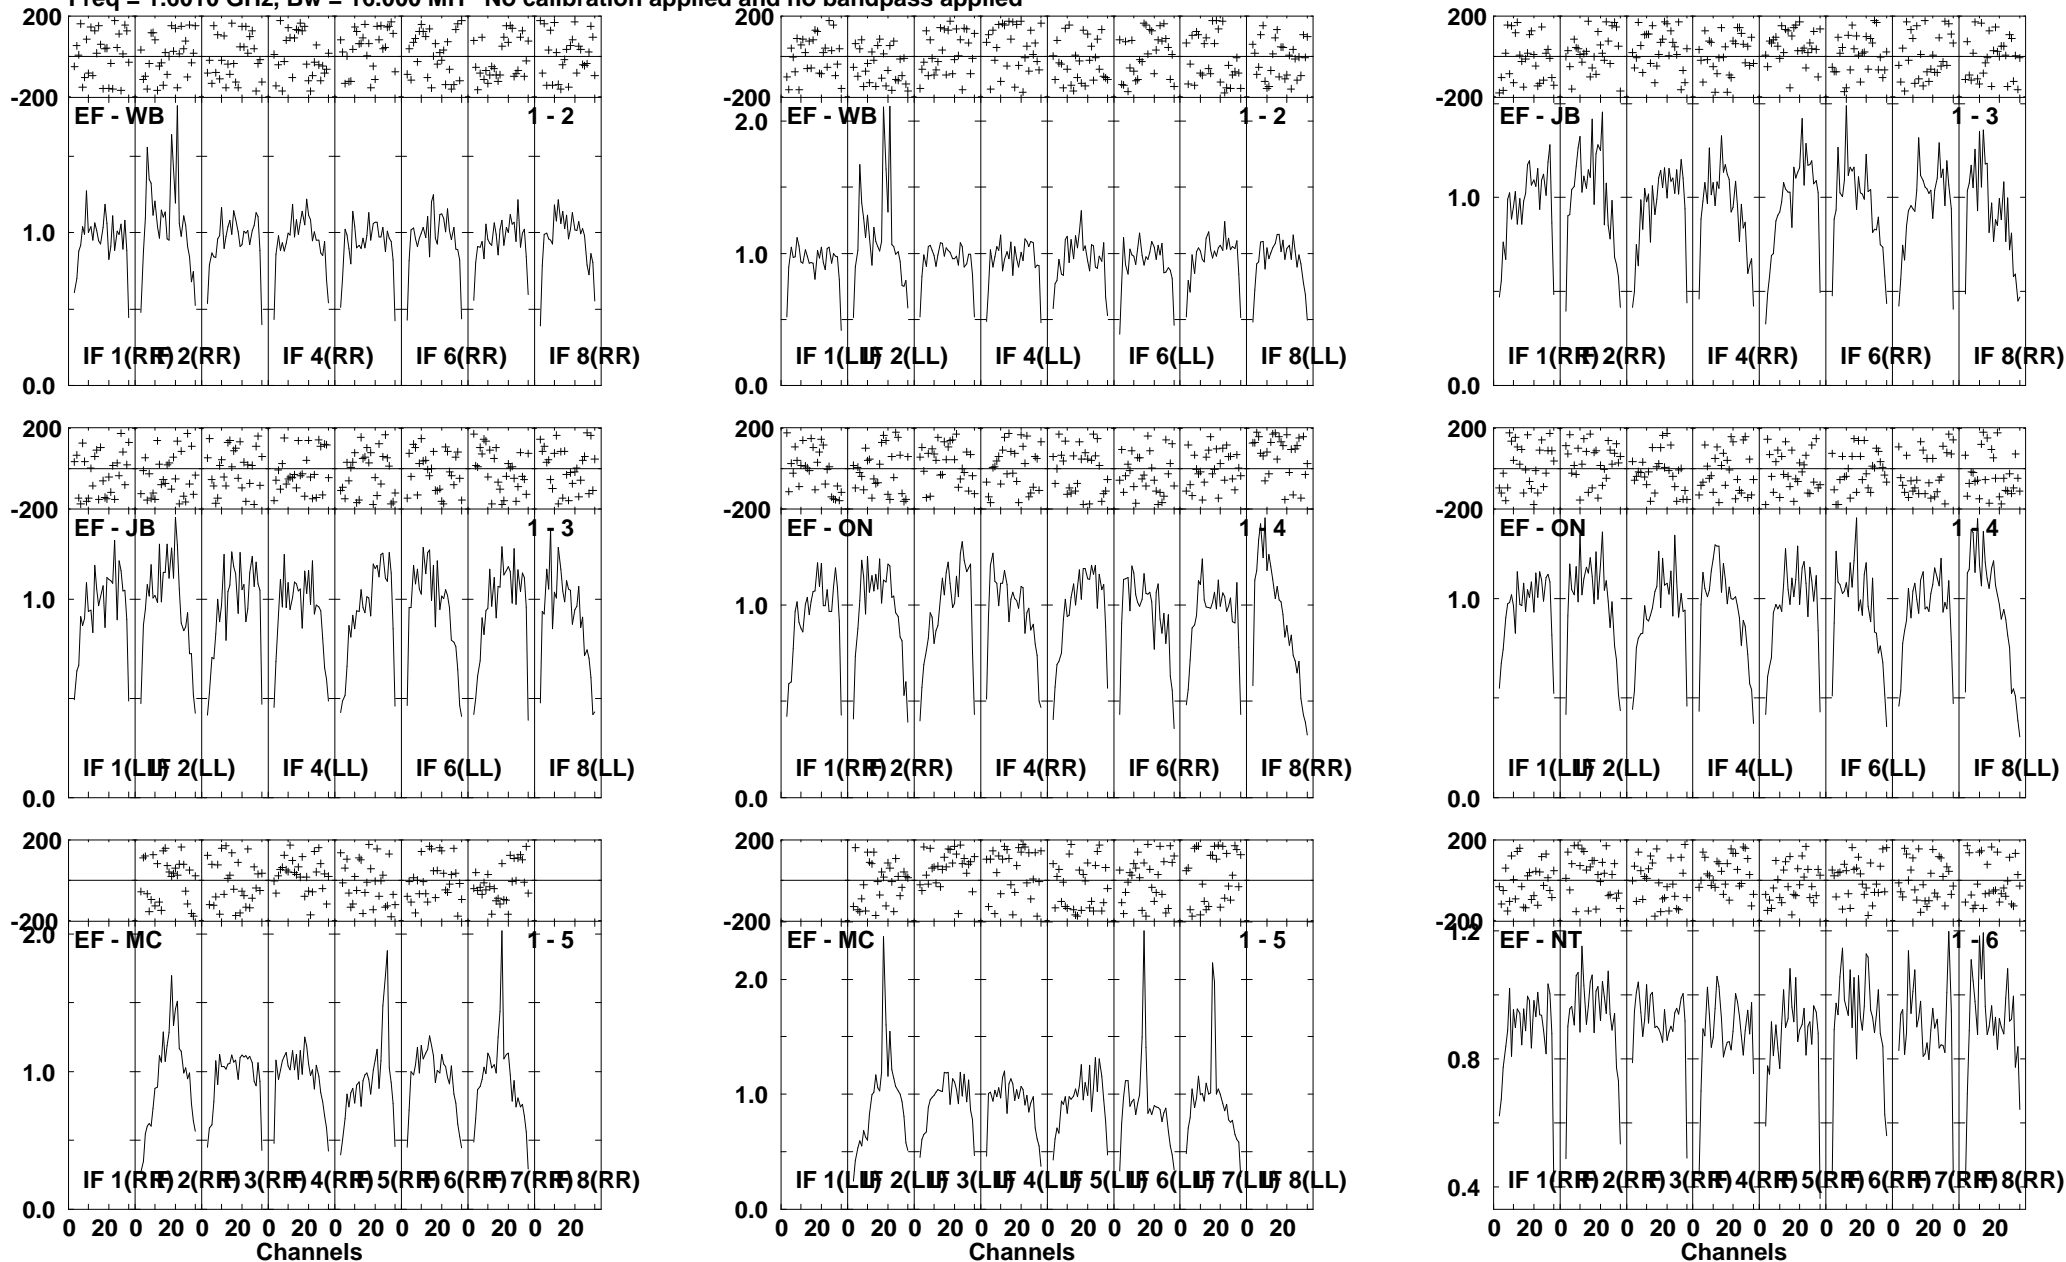 Freq = 1.6010 GHz, Bw = 16.000 MH No calibration applied and no bandpass applied
200
-200
EF - WB 1 - 2
1.0
IF 1(RR) IF 2(RR) IF 4(RR) IF 6(RR) IF 8(RR)
0.0
200
-200
2.0
EF - WB 1 - 2
1.0
IF 1(LL) IF 2(LL) IF 4(LL) IF 6(LL) IF 8(LL)
0.0
200
-200
EF - JB 1 - 3
1.0
IF 1(RR) IF 2(RR) IF 4(RR) IF 6(RR) IF 8(RR)
0.0
200
-200
EF - JB 1 - 3
1.0
IF 1(LL) IF 2(LL) IF 4(LL) IF 6(LL) IF 8(LL)
0.0
200
-200
EF - ON 1 - 4
1.0
IF 1(RR) IF 2(RR) IF 4(RR) IF 6(RR) IF 8(RR)
0.0
200
-200
EF - ON 1 - 4
1.0
IF 1(LL) IF 2(LL) IF 4(LL) IF 6(LL) IF 8(LL)
0.0
200
-200
2.0
EF - MC 1 - 5
1.0
IF 1(RR) IF 2(RR) IF 3(RR) IF 4(RR) IF 5(RR) IF 6(RR) IF 7(RR) IF 8(RR)
0.0
0 20 0 20 0 20 0 20 0 20 0 20 0 20 0 20
Channels
200
-200
EF - MC 1 - 5
2.0
1.0
IF 1(LL) IF 2(LL) IF 3(LL) IF 4(LL) IF 5(LL) IF 6(LL) IF 7(LL) IF 8(LL)
0.0
0 20 0 20 0 20 0 20 0 20 0 20 0 20 0 20
Channels
200
-200
1.2
EF - NT 1 - 6
0.8
IF 1(RR) IF 2(RR) IF 3(RR) IF 4(RR) IF 5(RR) IF 6(RR) IF 7(RR) IF 8(RR)
0.4
0 20 0 20 0 20 0 20 0 20 0 20 0 20 0 20
Channels